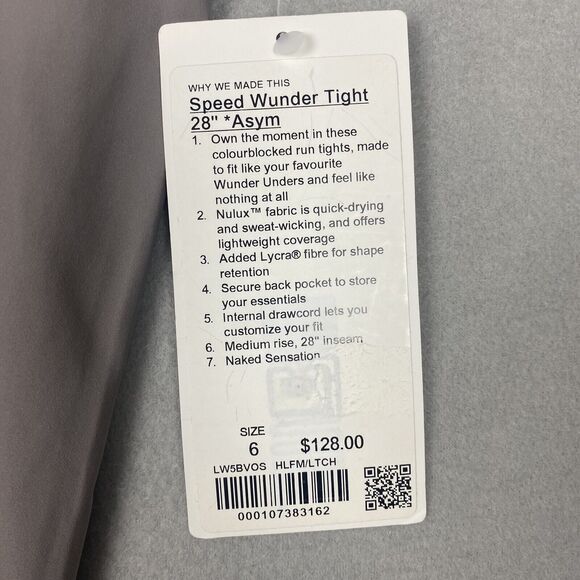 WHY WE MADE THIS
Speed Wunder Tight
28" *Asym
1. Own the moment in these
colourblocked run tights, made
to fit like your favourite
Wunder Unders and feel like
nothing at all
2. Nulux™ fabric is quick-drying
and sweat-wicking, and offers
lightweight coverage
3. Added Lycra® fibre for shape
retention
4. Secure back pocket to store
your essentials
5. Internal drawcord lets you
customize your fit
6. Medium rise, 28" inseam
7. Naked Sensation
SIZE
6 $128.00
LW5BVOS HLFM/LTCH
000107383162